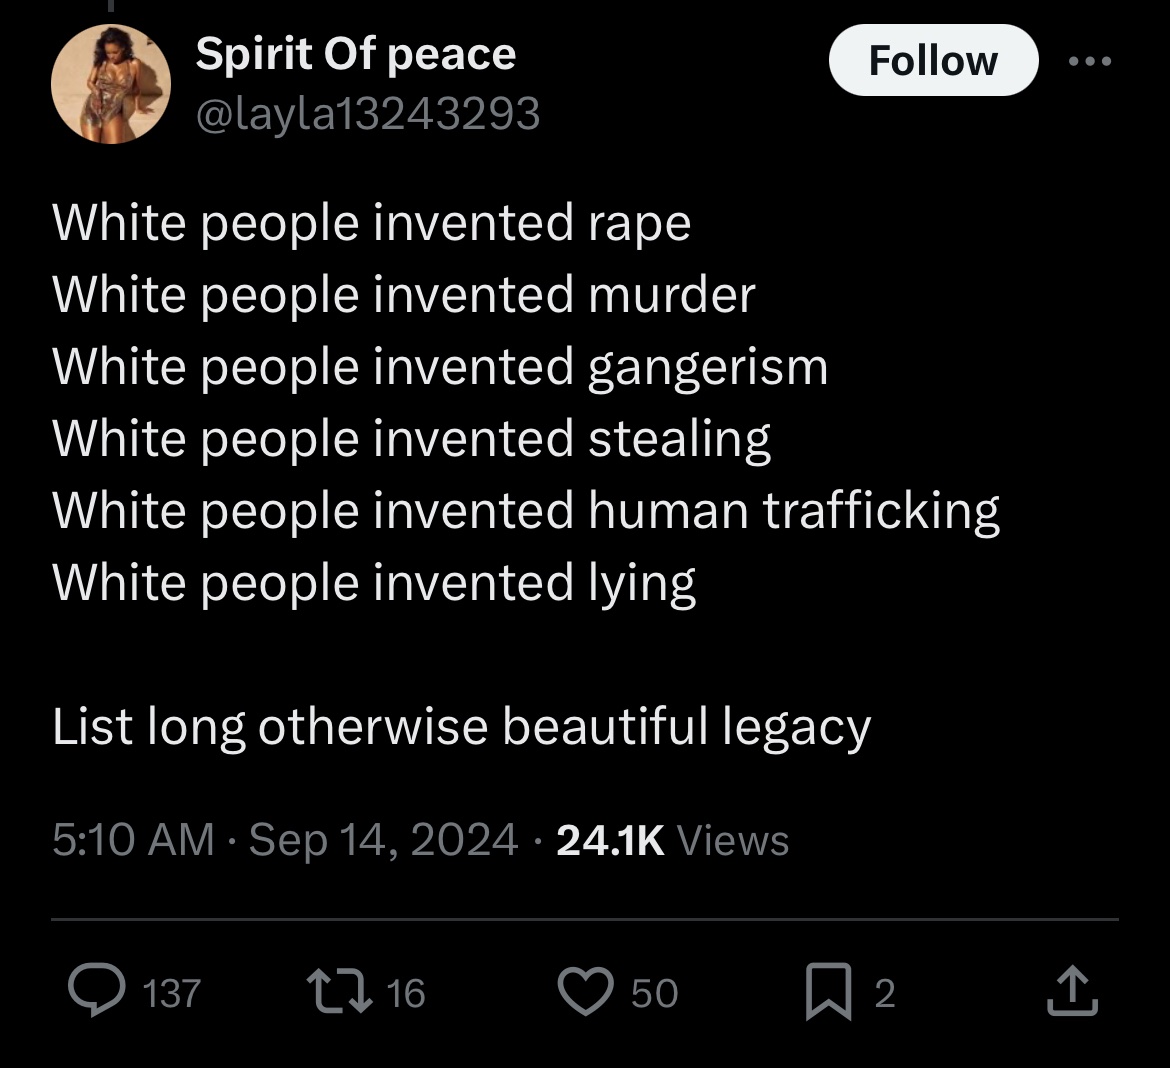 Spirit Of peace
@layla13243293
Follow
White people invented rape
White people invented murder
White people invented gangerism
White people invented stealing
White people invented human trafficking
White people invented lying
List long otherwise beautiful legacy
5:10 AM · Sep 14, 2024 · 24.1K Views
137 16 50 2